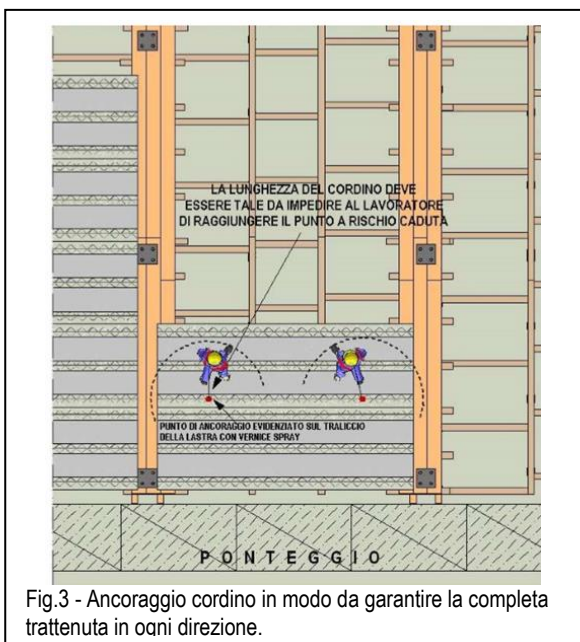 LA LUNGHEZZA DEL CORDINO DEVE
ESSERE TALE DA IMPEDIRE AL LAVORATORE
DI RAGGIUNGERE IL PUNTO A RISCHIO CADUTA
PUNTO DI ANCORAGGIO EVIDENZIATO SUL TRALICCIO
DELLA LASTRA CON VERNICE SPRAY
PONTEGGIO
Fig.3 - Ancoraggio cordino in modo da garantire la completa
trattenuta in ogni direzione.